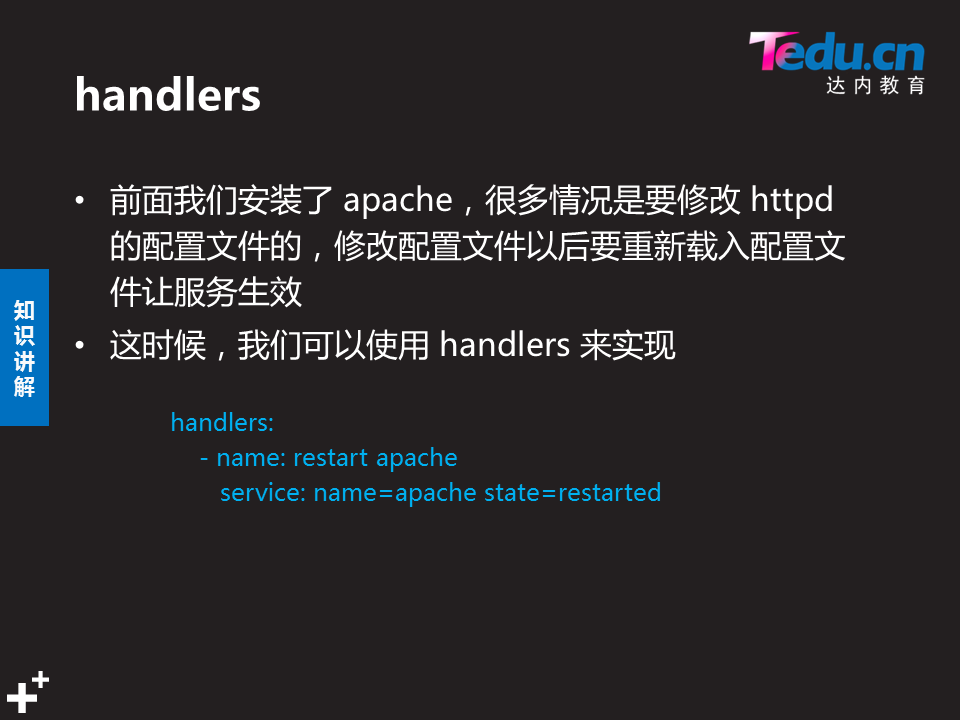 Tedu.cn
达内教育
handlers
• 前面我们安装了 apache，很多情况是要修改 httpd
的配置文件的，修改配置文件以后要重新载入配置文
件让服务生效
• 这时候，我们可以使用 handlers 来实现
知识讲解
handlers:
- name: restart apache
service: name=apache state=restarted